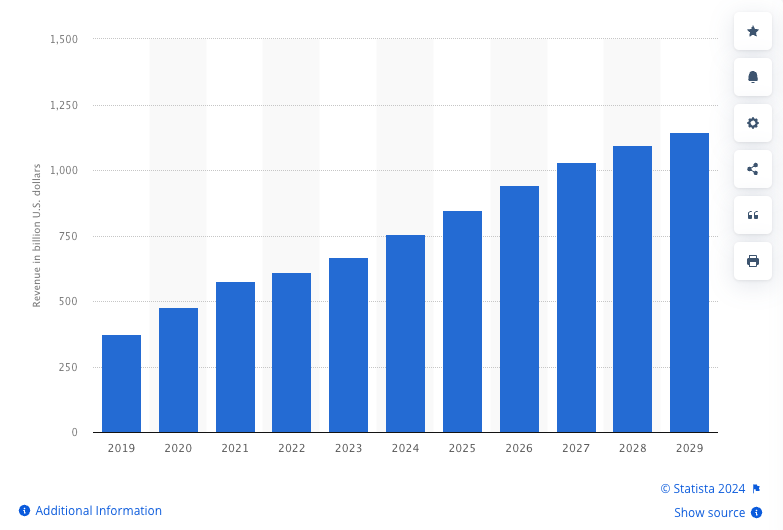 1,500
1,250
1,000
750
500
250
0
Revenue in billion U.S. dollars
2019 2020 2021 2022 2023 2024 2025 2026 2027 2028 2029
© Statista 2024
Additional Information
Show source